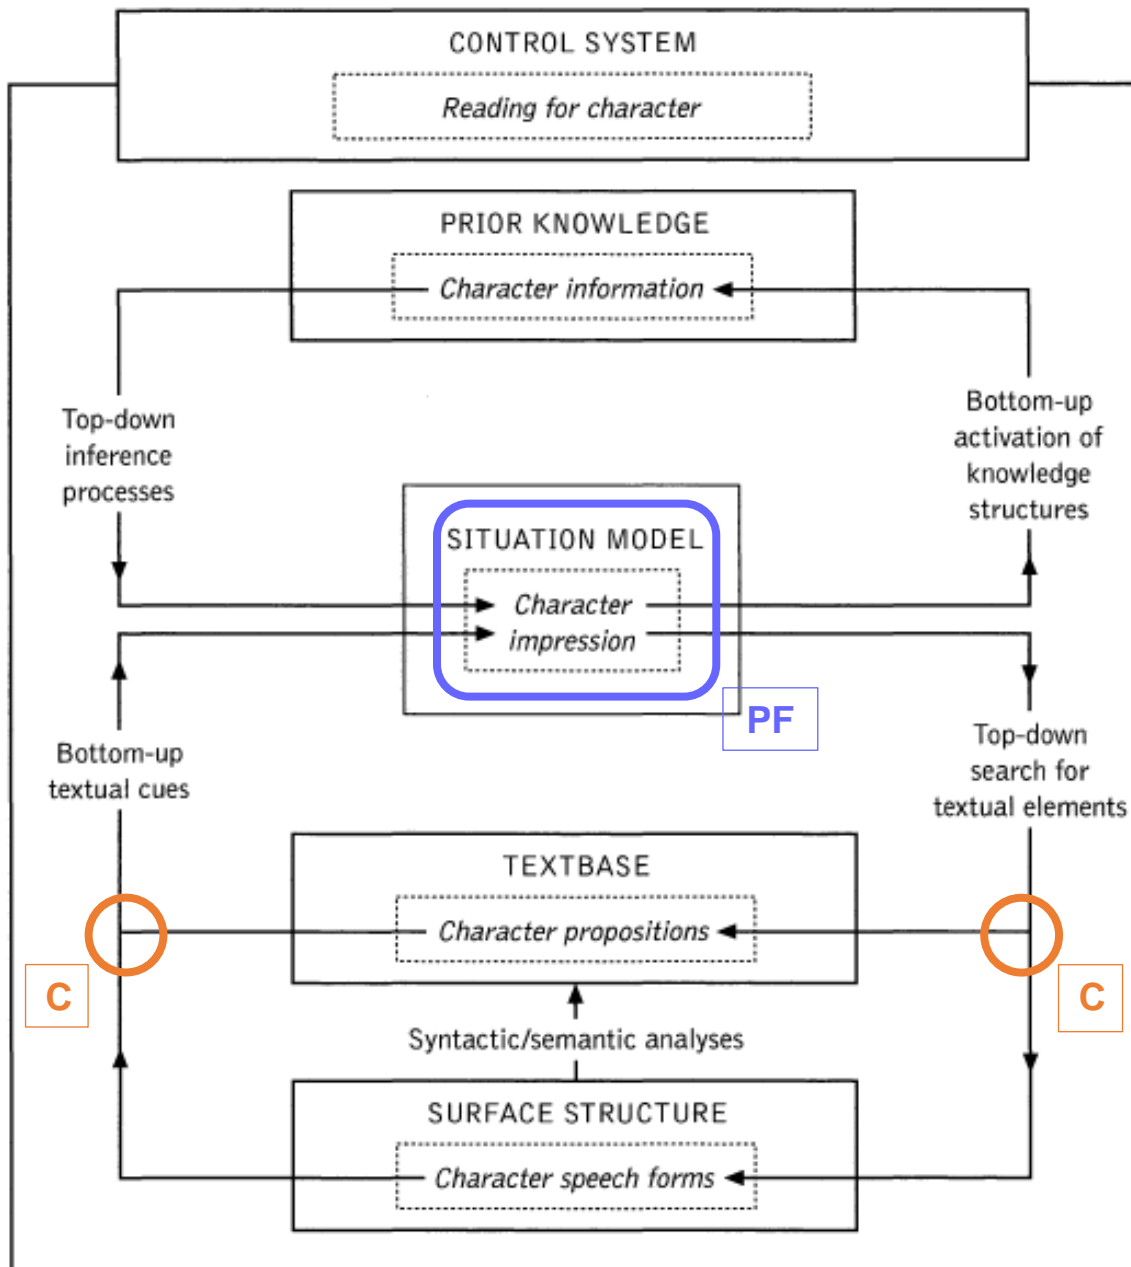 CONTROL SYSTEM
Reading for character
PRIOR KNOWLEDGE
Character information
Top-down
inference
processes
Bottom-up
activation of
knowledge
structures
SITUATION MODEL
Character
impression
PF
Bottom-up
textual cues
Top-down
search for
textual elements
TEXTBASE
Character propositions
C
C
Syntactic/semantic analyses
SURFACE STRUCTURE
Character speech forms